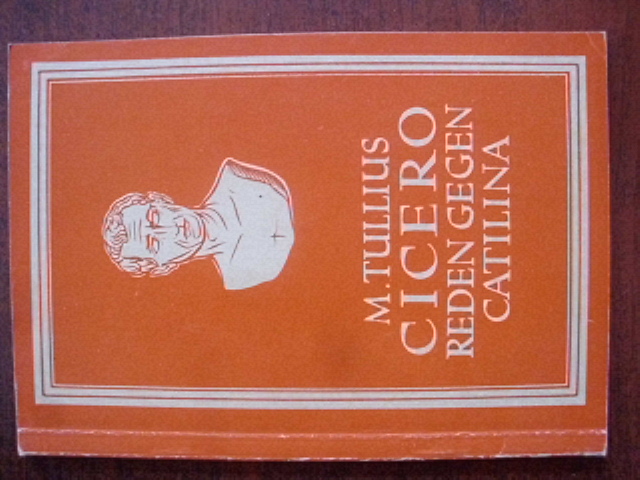 M. TULLIUS
CICERO
REDEN GEGEN
CATILINA